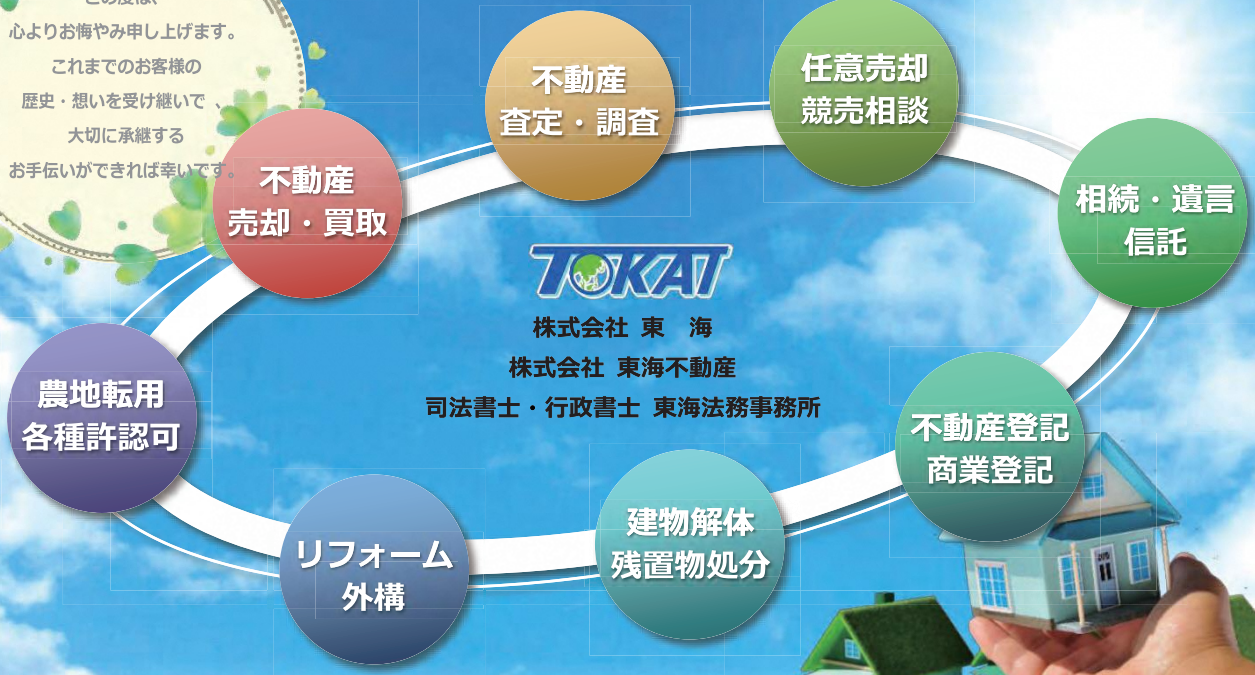 この度は、
心よりお悔やみ申し上げます。
これまでのお客様の
歴史・想いを受け継いで 、
大切に承継する
お手伝いができれば幸いです。
不動産
査定・調査
任意売却
競売相談
不動産
売却・買取
相続・遺言
信託
TOKAI
株式会社 東　海
株式会社 東海不動産
司法書士・行政書士 東海法務事務所
農地転用
各種許認可
不動産登記
商業登記
リフォーム
外構
建物解体
残置物処分